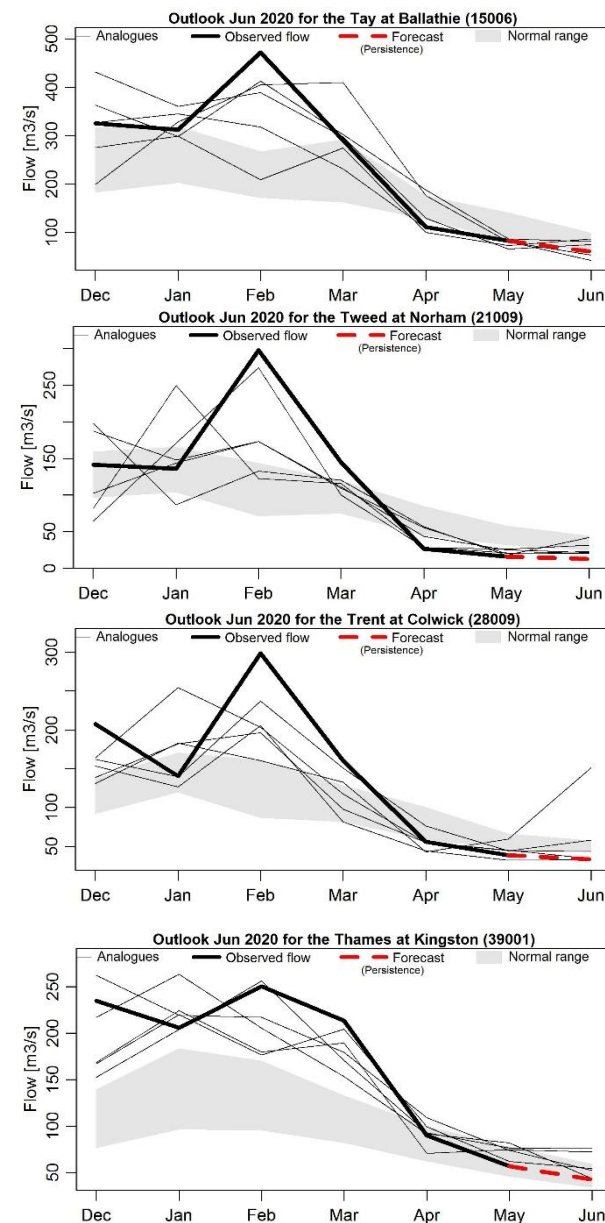 Outlook Jun 2020 for the Tay at Ballathie (15006)
Analogues Observed flow Forecast Normal range
(Persistence)
Flow [m3/s]
500
400
300
200
100
Dec Jan Feb Mar Apr May Jun
Outlook Jun 2020 for the Tweed at Norham (21009)
Analogues Observed flow Forecast Normal range
(Persistence)
Flow [m3/s]
250
150
50
0
Dec Jan Feb Mar Apr May Jun
Outlook Jun 2020 for the Trent at Colwick (28009)
Analogues Observed flow Forecast Normal range
(Persistence)
Flow [m3/s]
300
200
100
50
Dec Jan Feb Mar Apr May Jun
Outlook Jun 2020 for the Thames at Kingston (39001)
Analogues Observed flow Forecast Normal range
(Persistence)
Flow [m3/s]
250
200
150
100
50
Dec Jan Feb Mar Apr May Jun